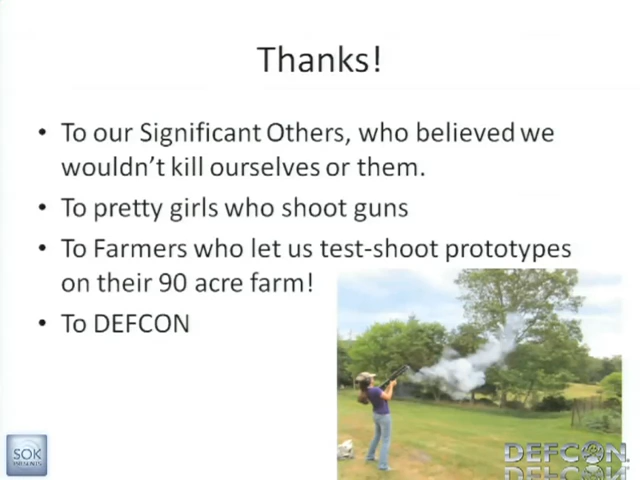 Thanks!
• To our Significant Others, who believed we
wouldn't kill ourselves or them.
• To pretty girls who shoot guns
• To Farmers who let us test-shoot prototypes
on their 90 acre farm!
• To DEFCON
SOK
PRESENTS
DEFCON